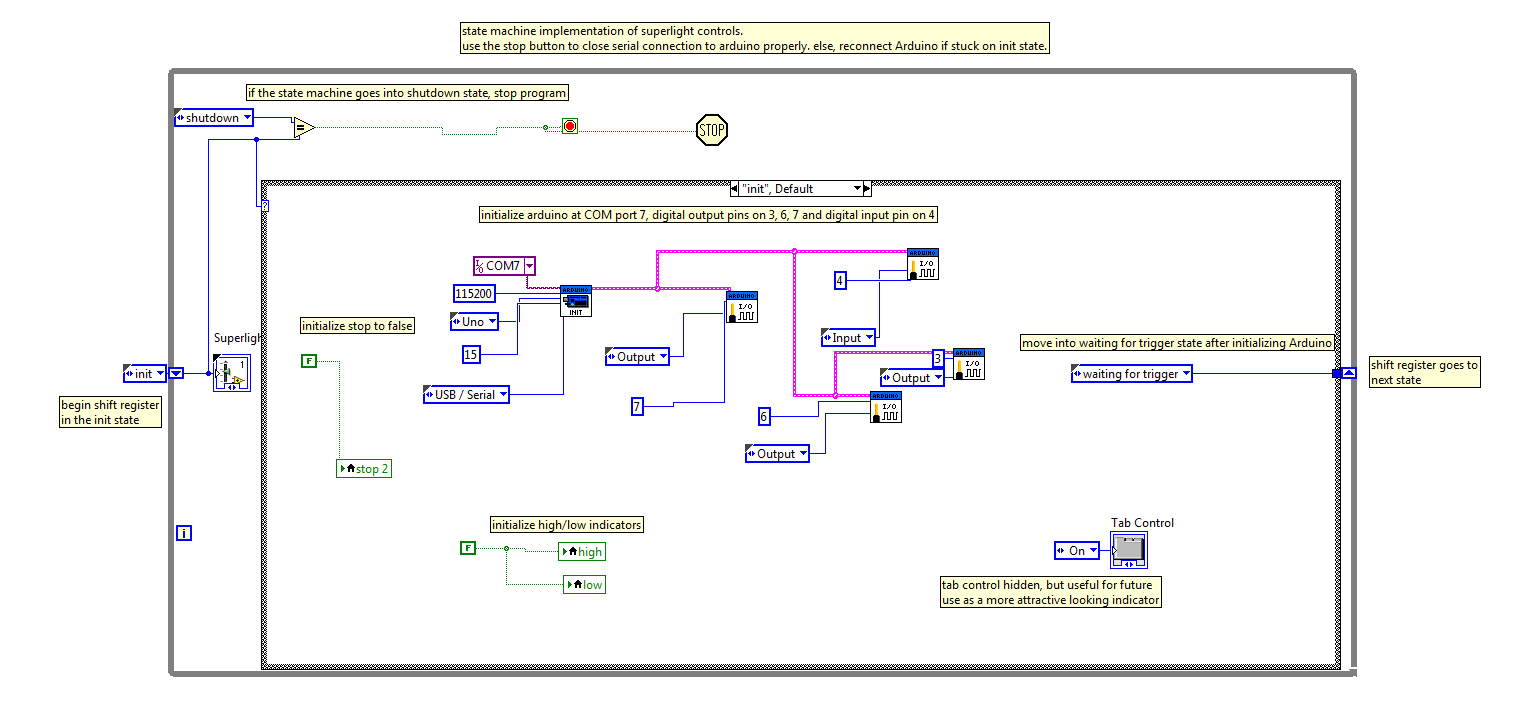 state machine implementation of superlight controls.
use the stop button to close serial connection to arduino properly. else, reconnect Arduino if stuck on init state.
if the state machine goes into shutdown state, stop program
shutdown
=
STOP
"init", Default
?
initialize arduino at COM port 7, digital output pins on 3, 6, 7 and digital input pin on 4
I/O COM7
ARDUINO
I/O
4
115200
ARDUINO
INIT
ARDUINO
I/O
Uno
initialize stop to false
Superligh
15
Output
Input
move into waiting for trigger state after initializing Arduino
F
3
ARDUINO
I/O
init
1
Output
waiting for trigger
shift register goes to
next state
USB / Serial
7
ARDUINO
I/O
begin shift register
in the init state
6
Output
stop 2
i
initialize high/low indicators
Tab Control
F
high
On
low
tab control hidden, but useful for future
use as a more attractive looking indicator